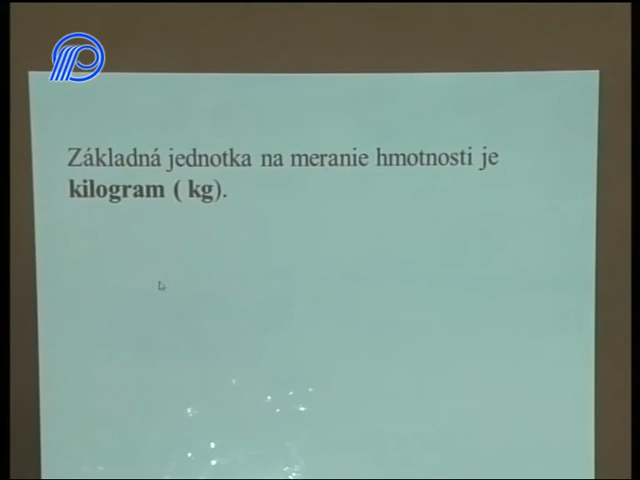 Základná jednotka na meranie hmotnosti je
kilogram ( kg).